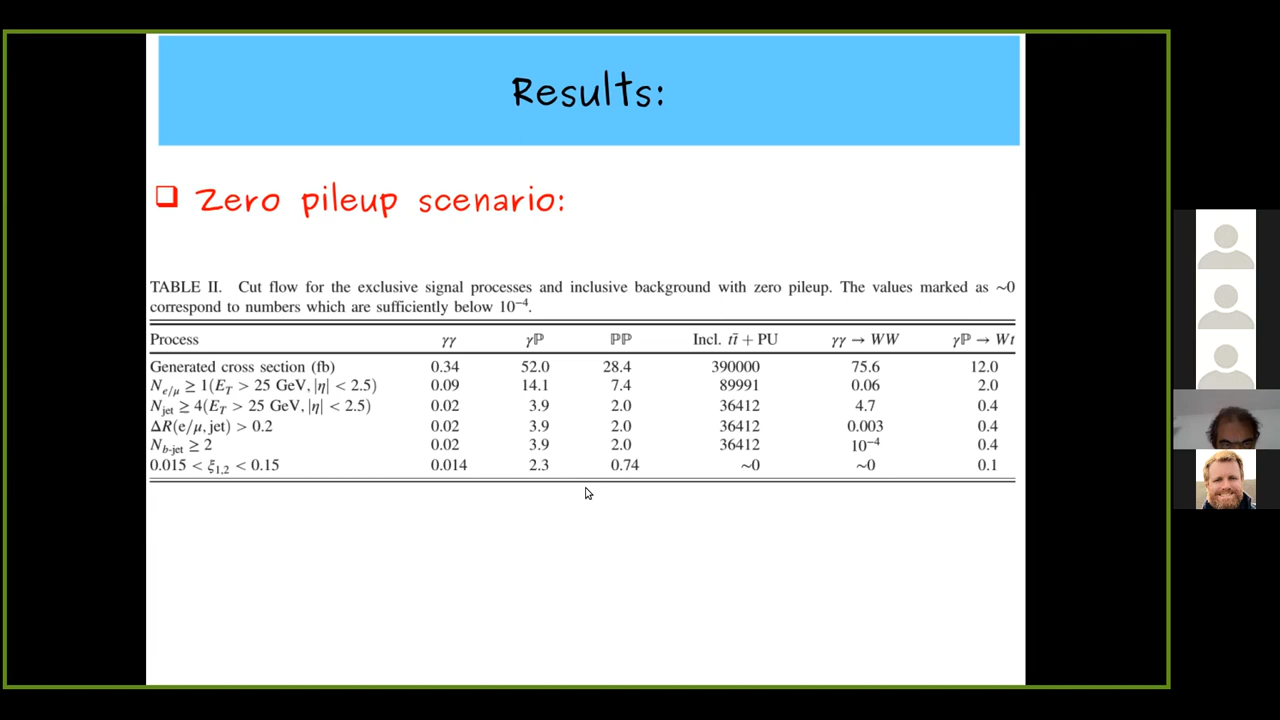 Results:
❑ Zero pileup scenario:
TABLE II. Cut flow for the exclusive signal processes and inclusive background with zero pileup. The values marked as ~0
correspond to numbers which are sufficiently below 10⁻⁴.
Process γγ γℙ ℙℙ Incl. tt̄ + PU γγ → WW γℙ → Wt
Generated cross section (fb) 0.34 52.0 28.4 390000 75.6 12.0
N_{e/μ} ≥ 1(E_T > 25 GeV, |η| < 2.5) 0.09 14.1 7.4 89991 0.06 2.0
N_{jet} ≥ 4(E_T > 25 GeV, |η| < 2.5) 0.02 3.9 2.0 36412 4.7 0.4
ΔR(e/μ, jet) > 0.2 0.02 3.9 2.0 36412 0.003 0.4
N_{b-jet} ≥ 2 0.02 3.9 2.0 36412 10⁻⁴ 0.4
0.015 < ξ_{1,2} < 0.15 0.014 2.3 0.74 ~0 ~0 0.1